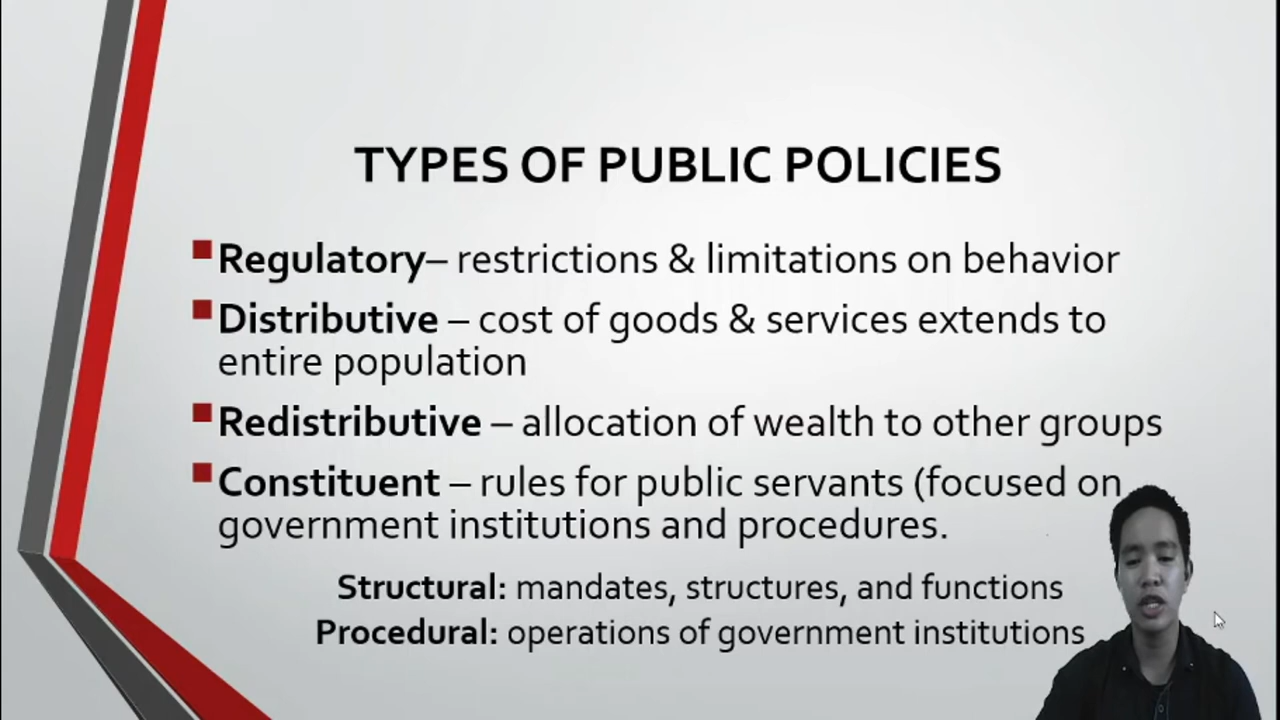 TYPES OF PUBLIC POLICIES
Regulatory– restrictions & limitations on behavior
Distributive – cost of goods & services extends to
entire population
Redistributive – allocation of wealth to other groups
Constituent – rules for public servants (focused on
government institutions and procedures.
Structural: mandates, structures, and functions
Procedural: operations of government institutions